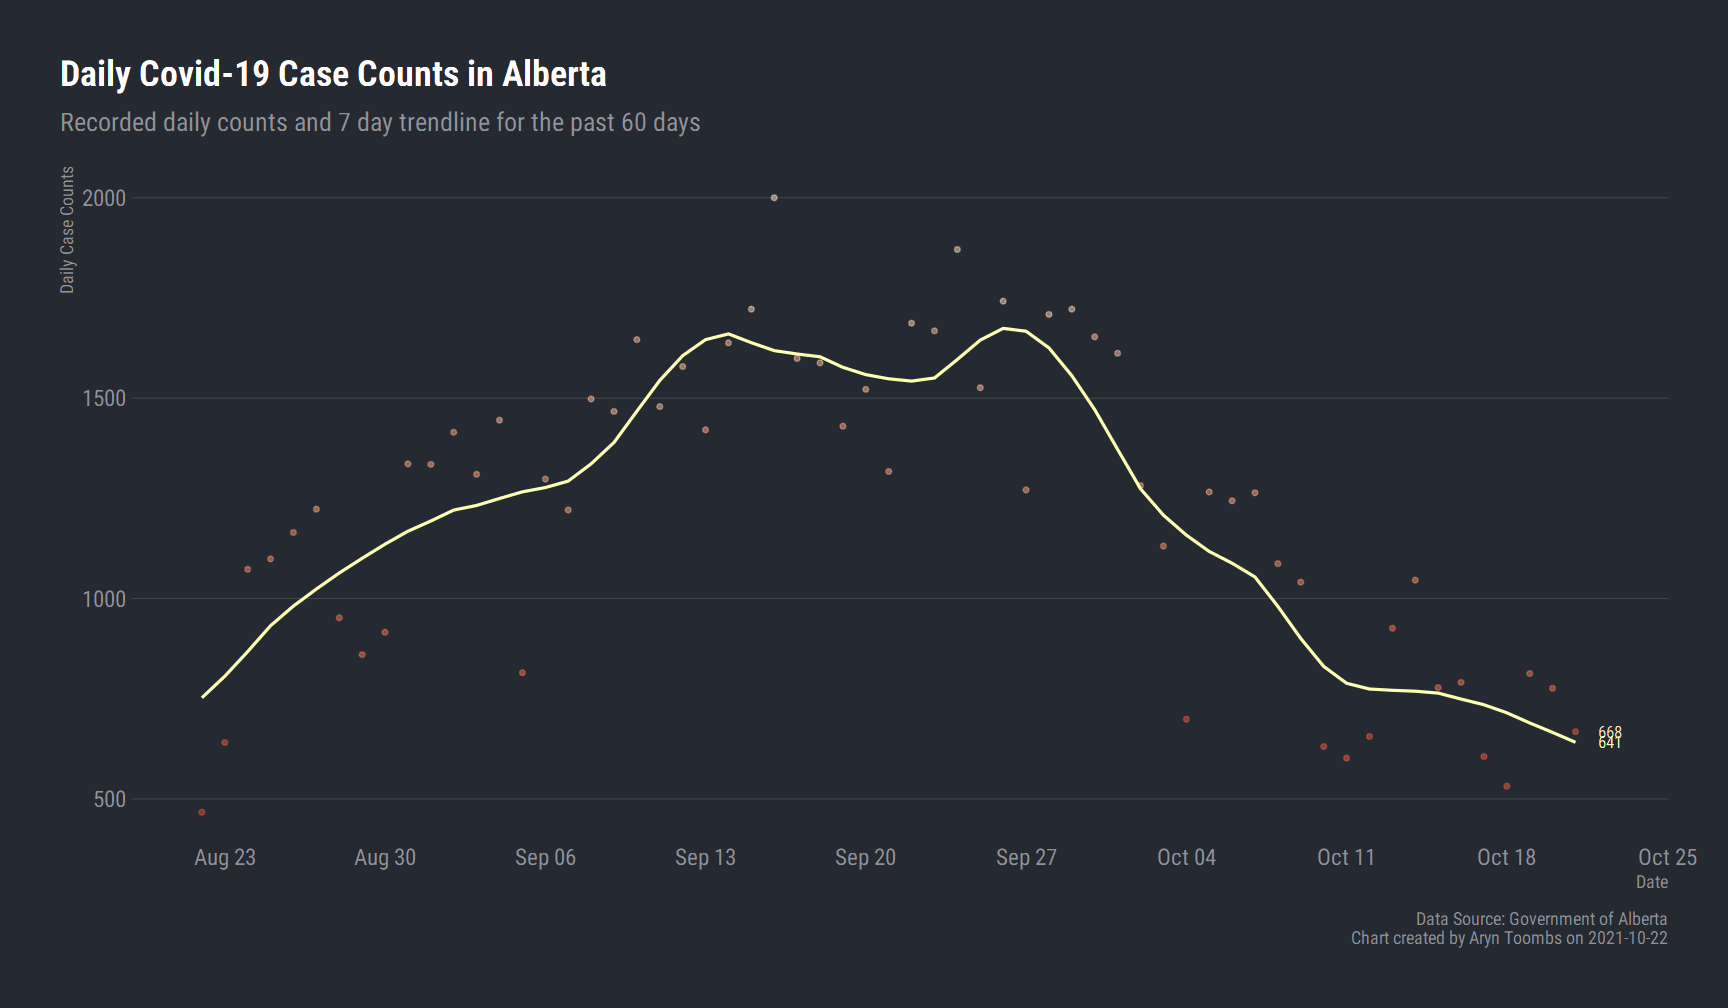 Daily Covid-19 Case Counts in Alberta
Recorded daily counts and 7 day trendline for the past 60 days
Daily Case Counts
2000
1500
1000
500
668
641
Aug 23
Aug 30
Sep 06
Sep 13
Sep 20
Sep 27
Oct 04
Oct 11
Oct 18
Oct 25
Date
Data Source: Government of Alberta
Chart created by Aryn Toombs on 2021-10-22